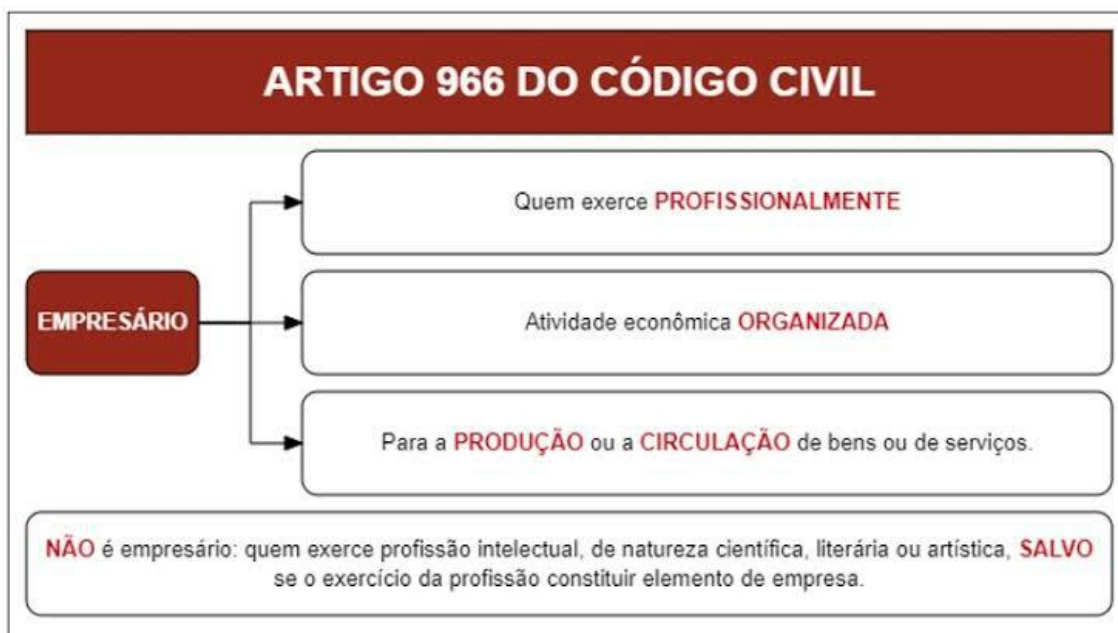 ARTIGO 966 DO CÓDIGO CIVIL
Quem exerce PROFISSIONALMENTE
EMPRESÁRIO
Atividade econômica ORGANIZADA
Para a PRODUÇÃO ou a CIRCULAÇÃO de bens ou de serviços.
NÃO é empresário: quem exerce profissão intelectual, de natureza científica, literária ou artística, SALVO
se o exercício da profissão constituir elemento de empresa.